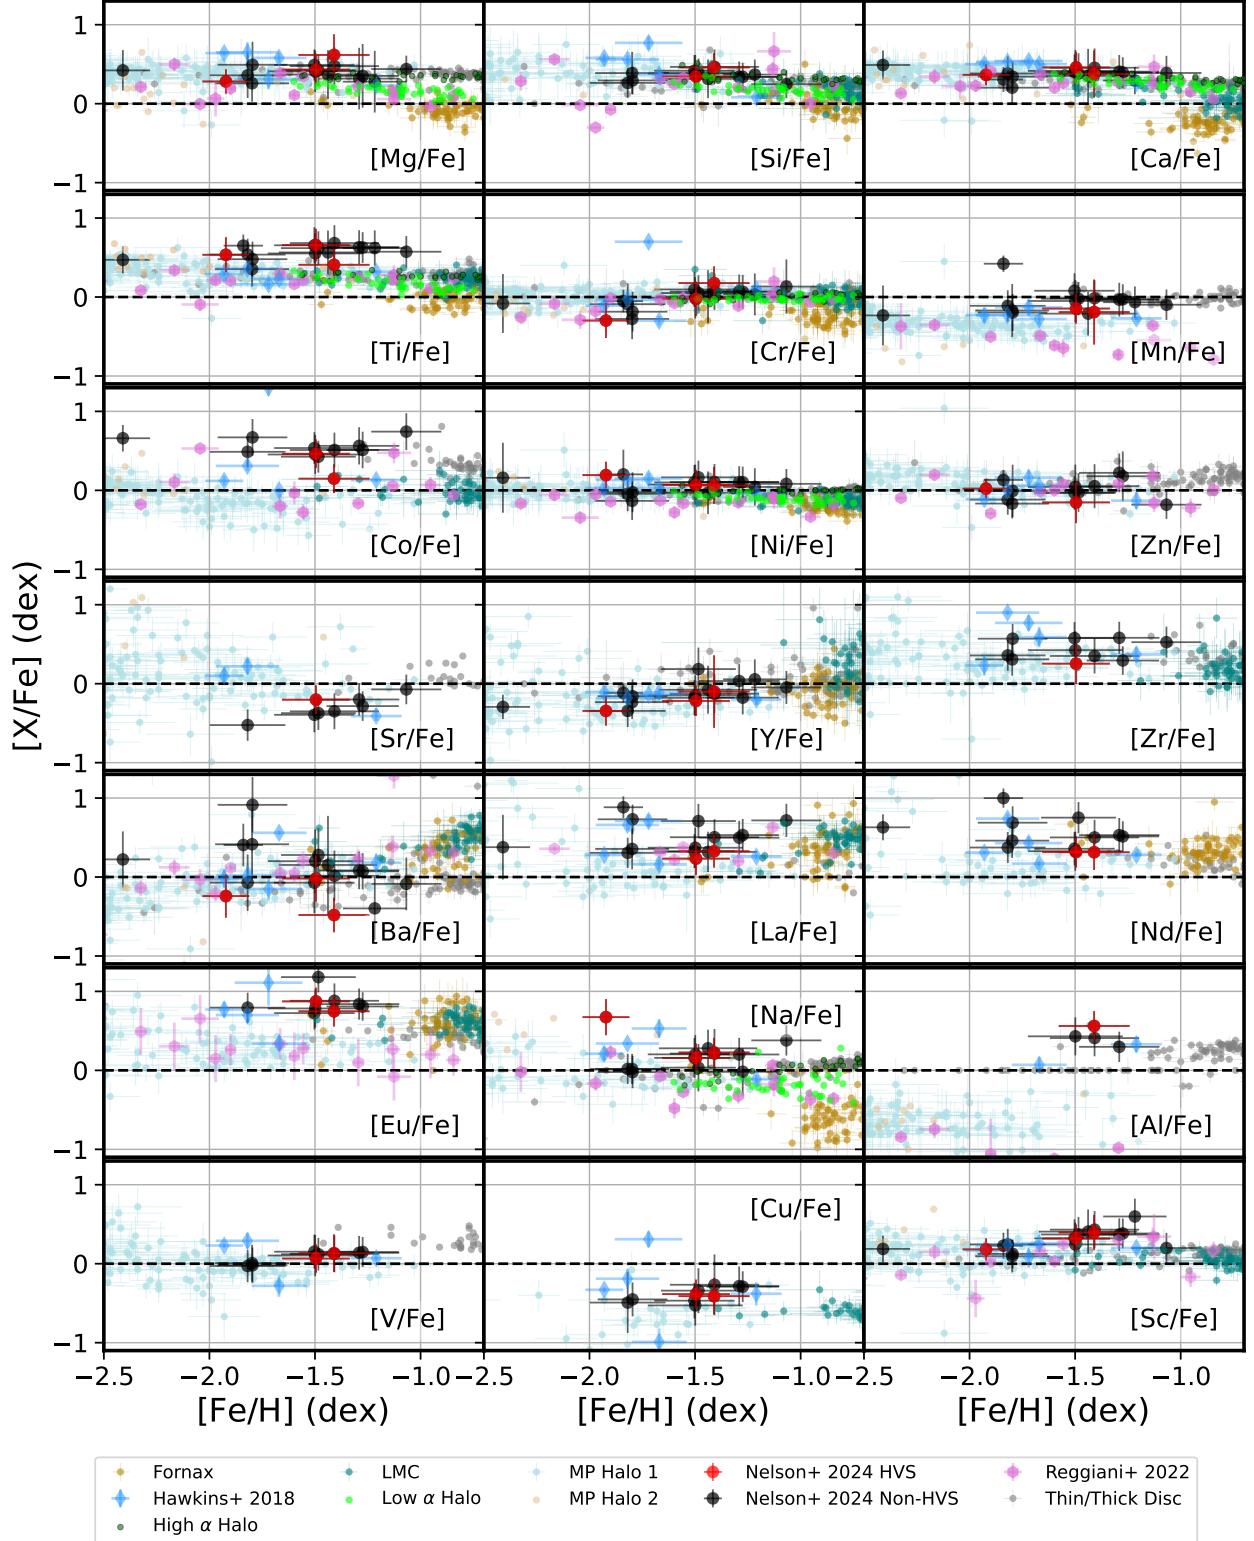 1
0
−1
[Mg/Fe]
[Si/Fe]
[Ca/Fe]
1
0
−1
[Ti/Fe]
[Cr/Fe]
[Mn/Fe]
1
0
−1
[Co/Fe]
[Ni/Fe]
[Zn/Fe]
[X/Fe] (dex)
1
0
−1
[Sr/Fe]
[Y/Fe]
[Zr/Fe]
1
0
−1
[Ba/Fe]
[La/Fe]
[Nd/Fe]
1
0
−1
[Eu/Fe]
[Na/Fe]
[Al/Fe]
1
0
−1
[V/Fe]
[Cu/Fe]
[Sc/Fe]
−2.5 −2.0 −1.5 −1.0 −2.5 −2.0 −1.5 −1.0 −2.5 −2.0 −1.5 −1.0
[Fe/H] (dex) [Fe/H] (dex) [Fe/H] (dex)
Fornax LMC MP Halo 1 Nelson+ 2024 HVS Reggiani+ 2022
Hawkins+ 2018 Low α Halo MP Halo 2 Nelson+ 2024 Non-HVS Thin/Thick Disc
High α Halo